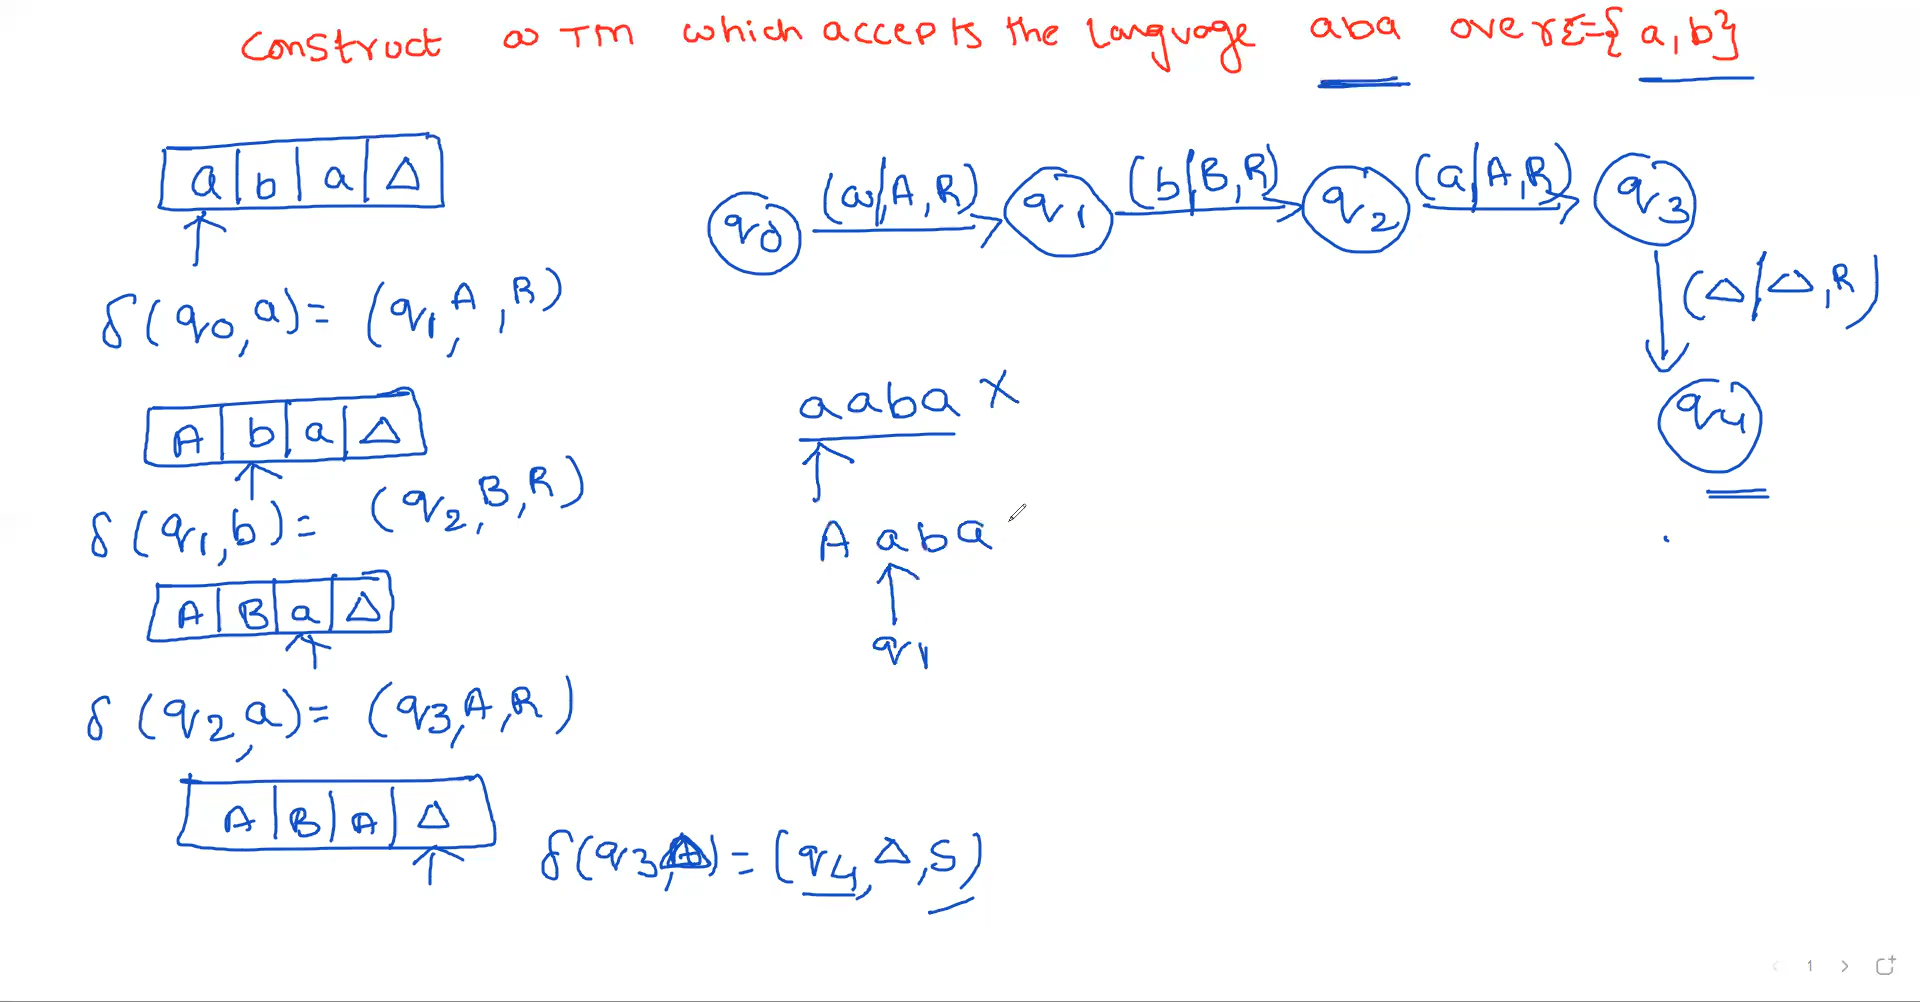 construct a TM which accepts the language aba over Σ={a,b}
a b a Δ
δ(q0,a)= (q1,A,R)
A b a Δ
δ(q1,b)= (q2,B,R)
A B a Δ
δ(q2,a)= (q3,A,R)
A B A Δ
δ(q3,Δ)=(q4,Δ,S)
q0 (a/A,R) q1 (b/B,R) q2 (a/A,R) q3
(Δ/Δ,R)
q4
aaba X
A aba
q1
1